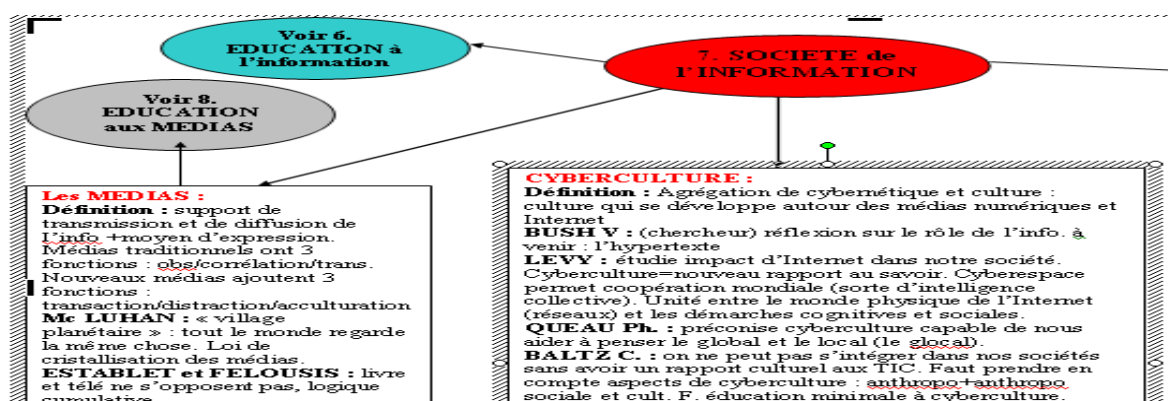 Voir 6.
EDUCATION à
l'information
7. SOCIETE de
l'INFORMATION
Voir 8.
EDUCATION
aux MEDIAS
Les MEDIAS :
Définition : support de
transmission et de diffusion de
L'info +moyen d'expression.
Médias traditionnels ont 3
fonctions : obs/corrélation/trans.
Nouveaux médias ajoutent 3
fonctions :
transaction/distraction/acculturation
Mc LUHAN : « village
planétaire » : tout le monde regarde
la même chose. Loi de
cristallisation des médias.
ESTABLET et FELOUSIS : livre
et télé ne s'opposent pas, logique
cumulative
CYBERCULTURE :
Définition : Agrégation de cybernétique et culture :
culture qui se développe autour des médias numériques et
Internet
BUSH V : (chercheur) réflexion sur le rôle de l'info. à
venir : l'hypertexte
LEVY : étudie impact d'Internet dans notre société.
Cyberculture=nouveau rapport au savoir. Cyberespace
permet coopération mondiale (sorte d'intelligence
collective). Unité entre le monde physique de l'Internet
(réseaux) et les démarches cognitives et sociales.
QUEAU Ph. : préconise cyberculture capable de nous
aider à penser le global et le local (le glocal).
BALTZ C. : on ne peut pas s'intégrer dans nos sociétés
sans avoir un rapport culturel aux TIC. Faut prendre en
compte aspects de cyberculture : anthropo+anthropo
sociale et cult. F. éducation minimale à cyberculture.